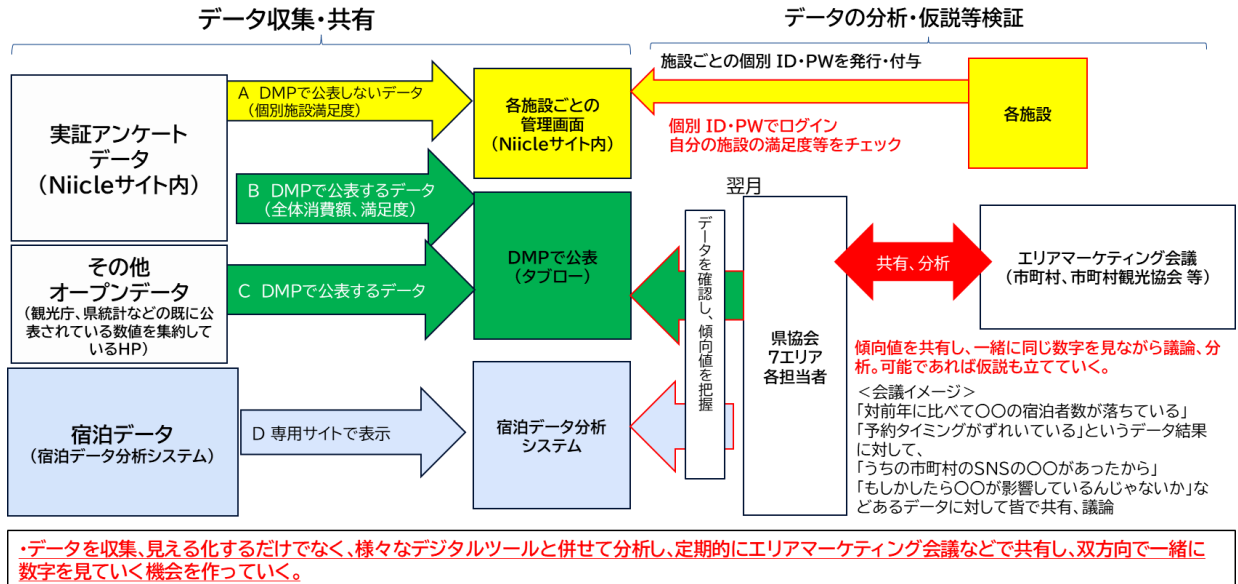 データ収集・共有
データの分析・仮説等検証
実証アンケート
データ
（Niicleサイト内）
A DMPで公表しないデータ
（個別施設満足度）
各施設ごとの
管理画面
（Niicleサイト内）
施設ごとの個別 ID・PWを発行・付与
個別 ID・PWでログイン
自分の施設の満足度等をチェック
各施設
B DMPで公表するデータ
（全体消費額、満足度）
その他
オープンデータ
（観光庁、県統計などの既に公
表されている数値を集約して
いるHP）
C DMPで公表するデータ
DMPで公表
（タブロー）
宿泊データ
（宿泊データ分析システム）
D 専用サイトで表示
宿泊データ分析
システム
翌月
データを確認し、傾向値を把握
県協会
7エリア
各担当者
共有、分析
エリアマーケティング会議
（市町村、市町村観光協会 等）
傾向値を共有し、一緒に同じ数字を見ながら議論、分
析。可能であれば仮説も立てていく。
＜会議イメージ＞
「対前年に比べて〇〇の宿泊者数が落ちている」
「予約タイミングがずれいている」というデータ結果
に対して、
「うちの市町村のSNSの〇〇があったから」
「もしかしたら〇〇が影響しているんじゃないか」な
どあるデータに対して皆で共有、議論
・データを収集、見える化するだけでなく、様々なデジタルツールと併せて分析し、定期的にエリアマーケティング会議などで共有し、双方向で一緒に
数字を見ていく機会を作っていく。